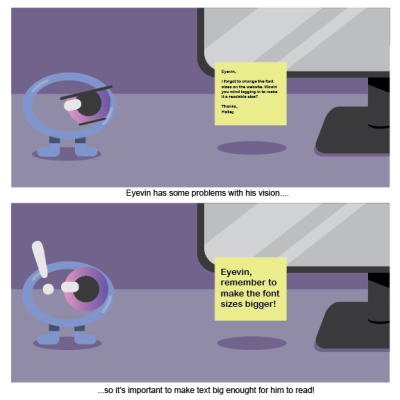 Eyevin,
I forgot to change the font
sizes on the website. Would
you mind logging in to make
it a readable size?
Thanks,
Haley
Eyevin has some problems with his vision....
Eyevin,
remember to
make the font
sizes bigger!
...so it's important to make text big enought for him to read!